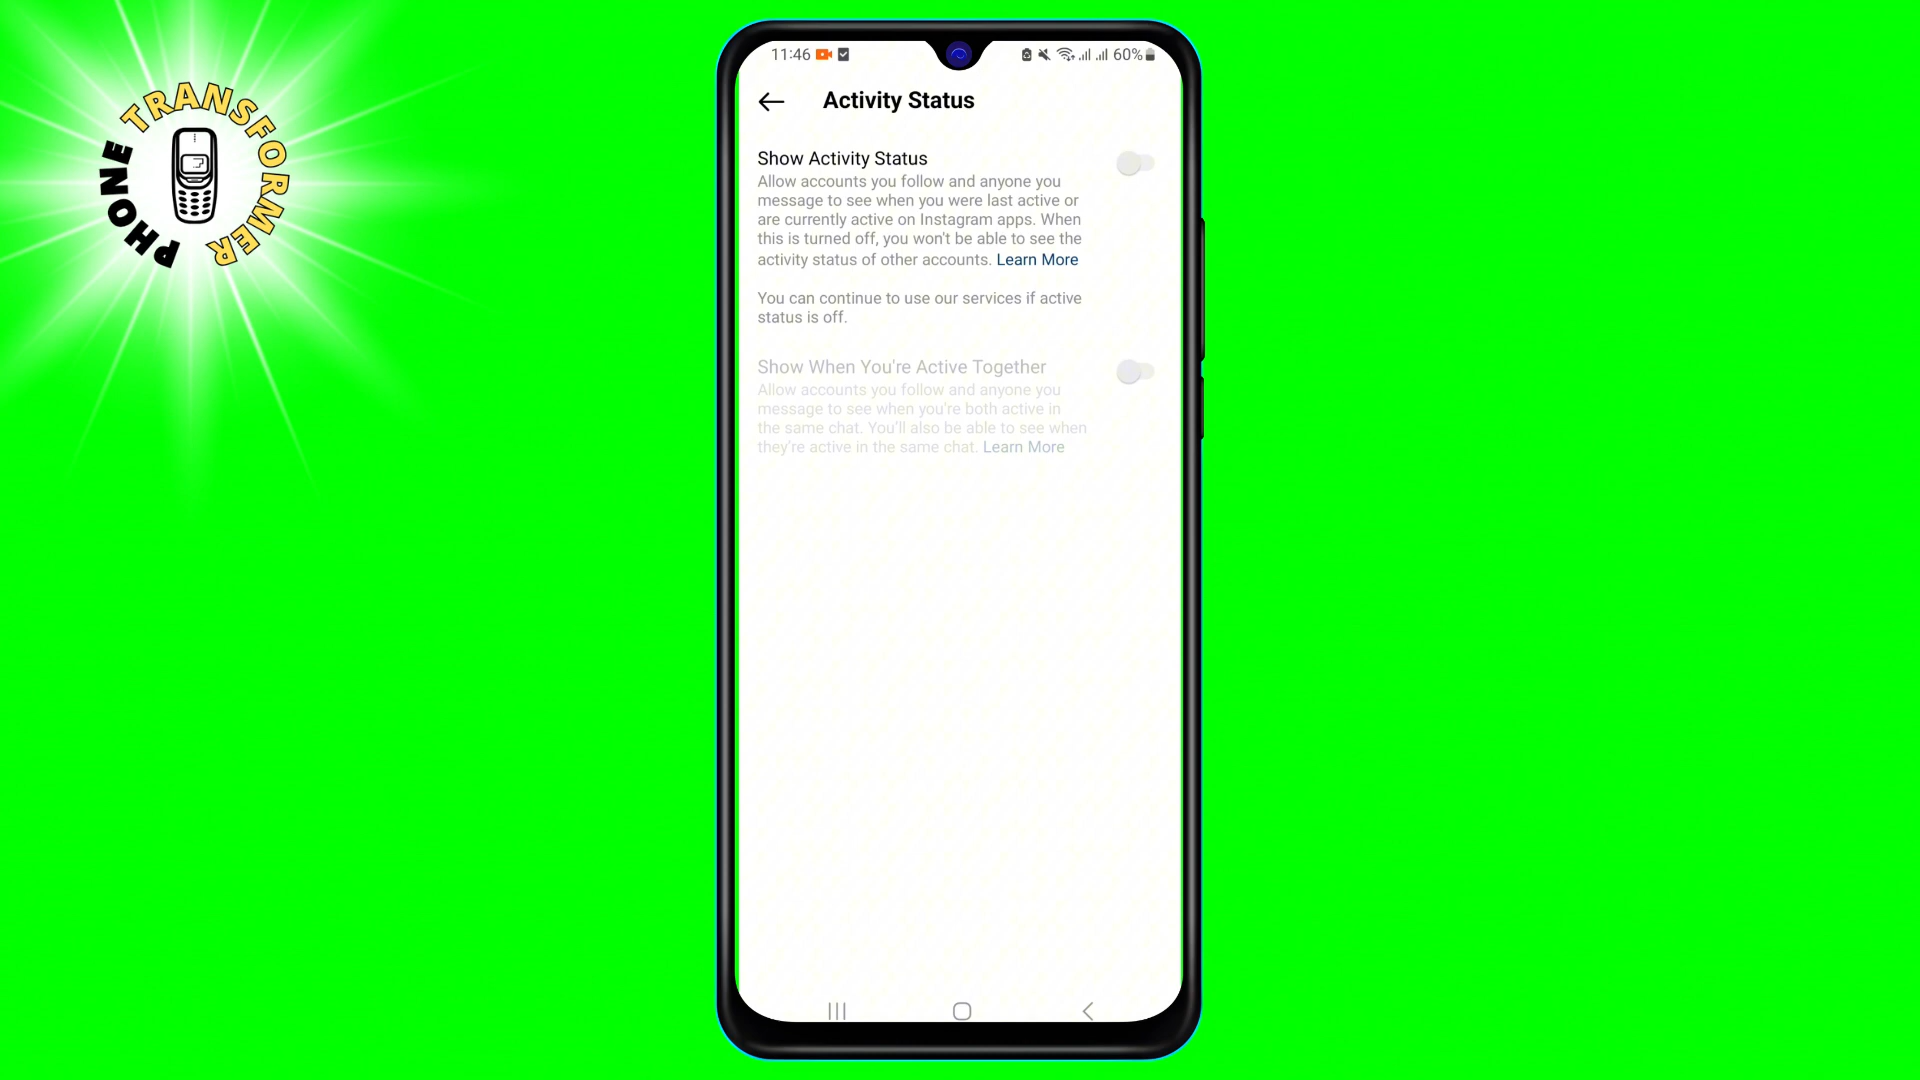 PHONE TRANSFORMER
11:46
60%
Activity Status
Show Activity Status
Allow accounts you follow and anyone you
message to see when you were last active or
are currently active on Instagram apps. When
this is turned off, you won't be able to see the
activity status of other accounts. Learn More
You can continue to use our services if active
status is off.
Show When You're Active Together
Allow accounts you follow and anyone you
message to see when you're both active in
the same chat. You'll also be able to see when
they're active in the same chat. Learn More